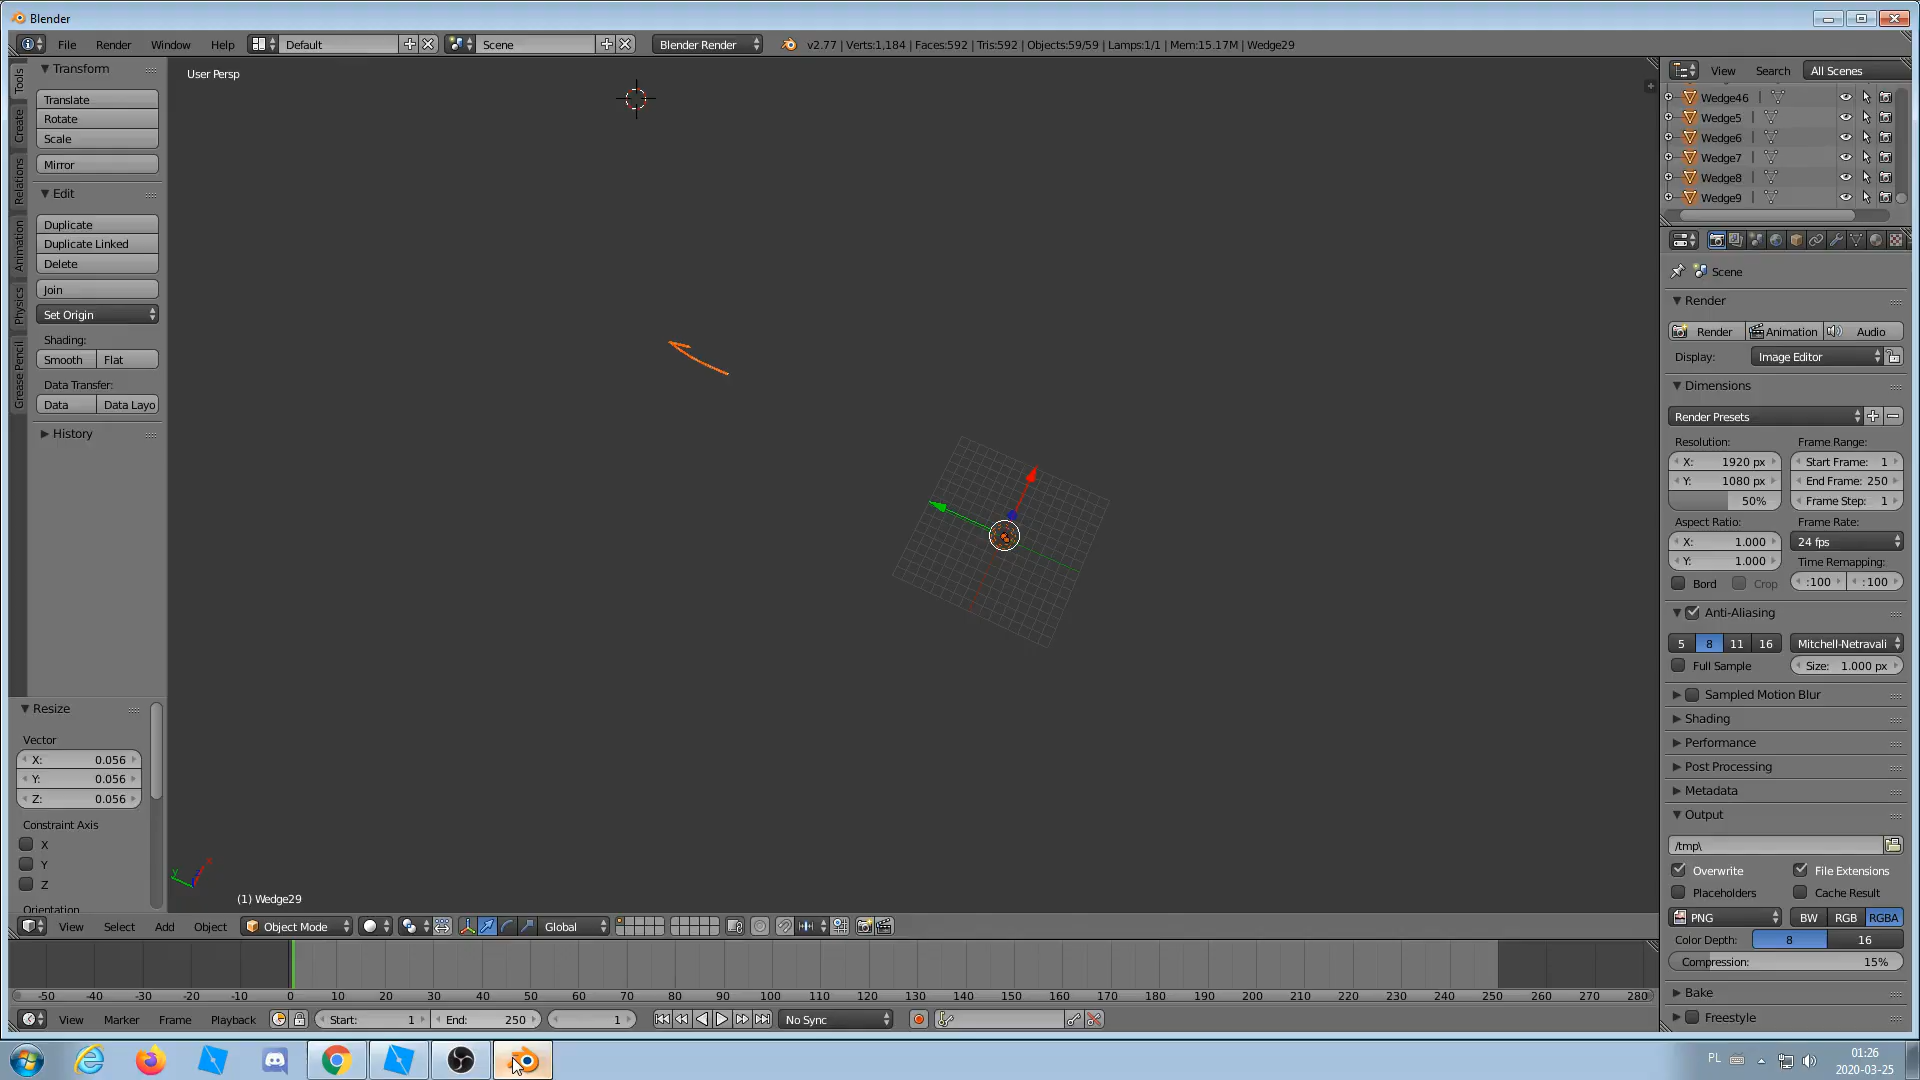 Blender
File Render Window Help Default Scene Blender Render v2.77 | Verts:1,184 | Faces:592 | Tris:592 | Objects:59/59 | Lamps:1/1 | Mem:15.17M | Wedge29
Tools
Create
Relations
Animation
Physics
Grease Pencil
Transform
Translate
Rotate
Scale
Mirror
Edit
Duplicate
Duplicate Linked
Delete
Join
Set Origin
Shading:
Smooth Flat
Data Transfer:
Data Data Layo
History
Resize
Vector
X: 0.056
Y: 0.056
Z: 0.056
Constraint Axis
X
Y
Z
Orientation
User Persp
y x
(1) Wedge29
View Select Add Object Object Mode Global
-50 -40 -30 -20 -10 0 10 20 30 40 50 60 70 80 90 100 110 120 130 140 150 160 170 180 190 200 210 220 230 240 250 260 270 280
View Marker Frame Playback Start: 1 End: 250 1 No Sync
View Search All Scenes
Wedge46
Wedge5
Wedge6
Wedge7
Wedge8
Wedge9
Scene
Render
Render Animation Audio
Display: Image Editor
Dimensions
Render Presets
Resolution: Frame Range:
X: 1920 px Start Frame: 1
Y: 1080 px End Frame: 250
50% Frame Step: 1
Aspect Ratio: Frame Rate:
X: 1.000 24 fps
Y: 1.000 Time Remapping:
Bord Crop :100 :100
Anti-Aliasing
5 8 11 16 Mitchell-Netravali
Full Sample Size: 1.000 px
Sampled Motion Blur
Shading
Performance
Post Processing
Metadata
Output
/tmp\
Overwrite File Extensions
Placeholders Cache Result
PNG BW RGB RGBA
Color Depth: 8 16
Compression: 15%
Bake
Freestyle
PL 01:26
2020-03-25